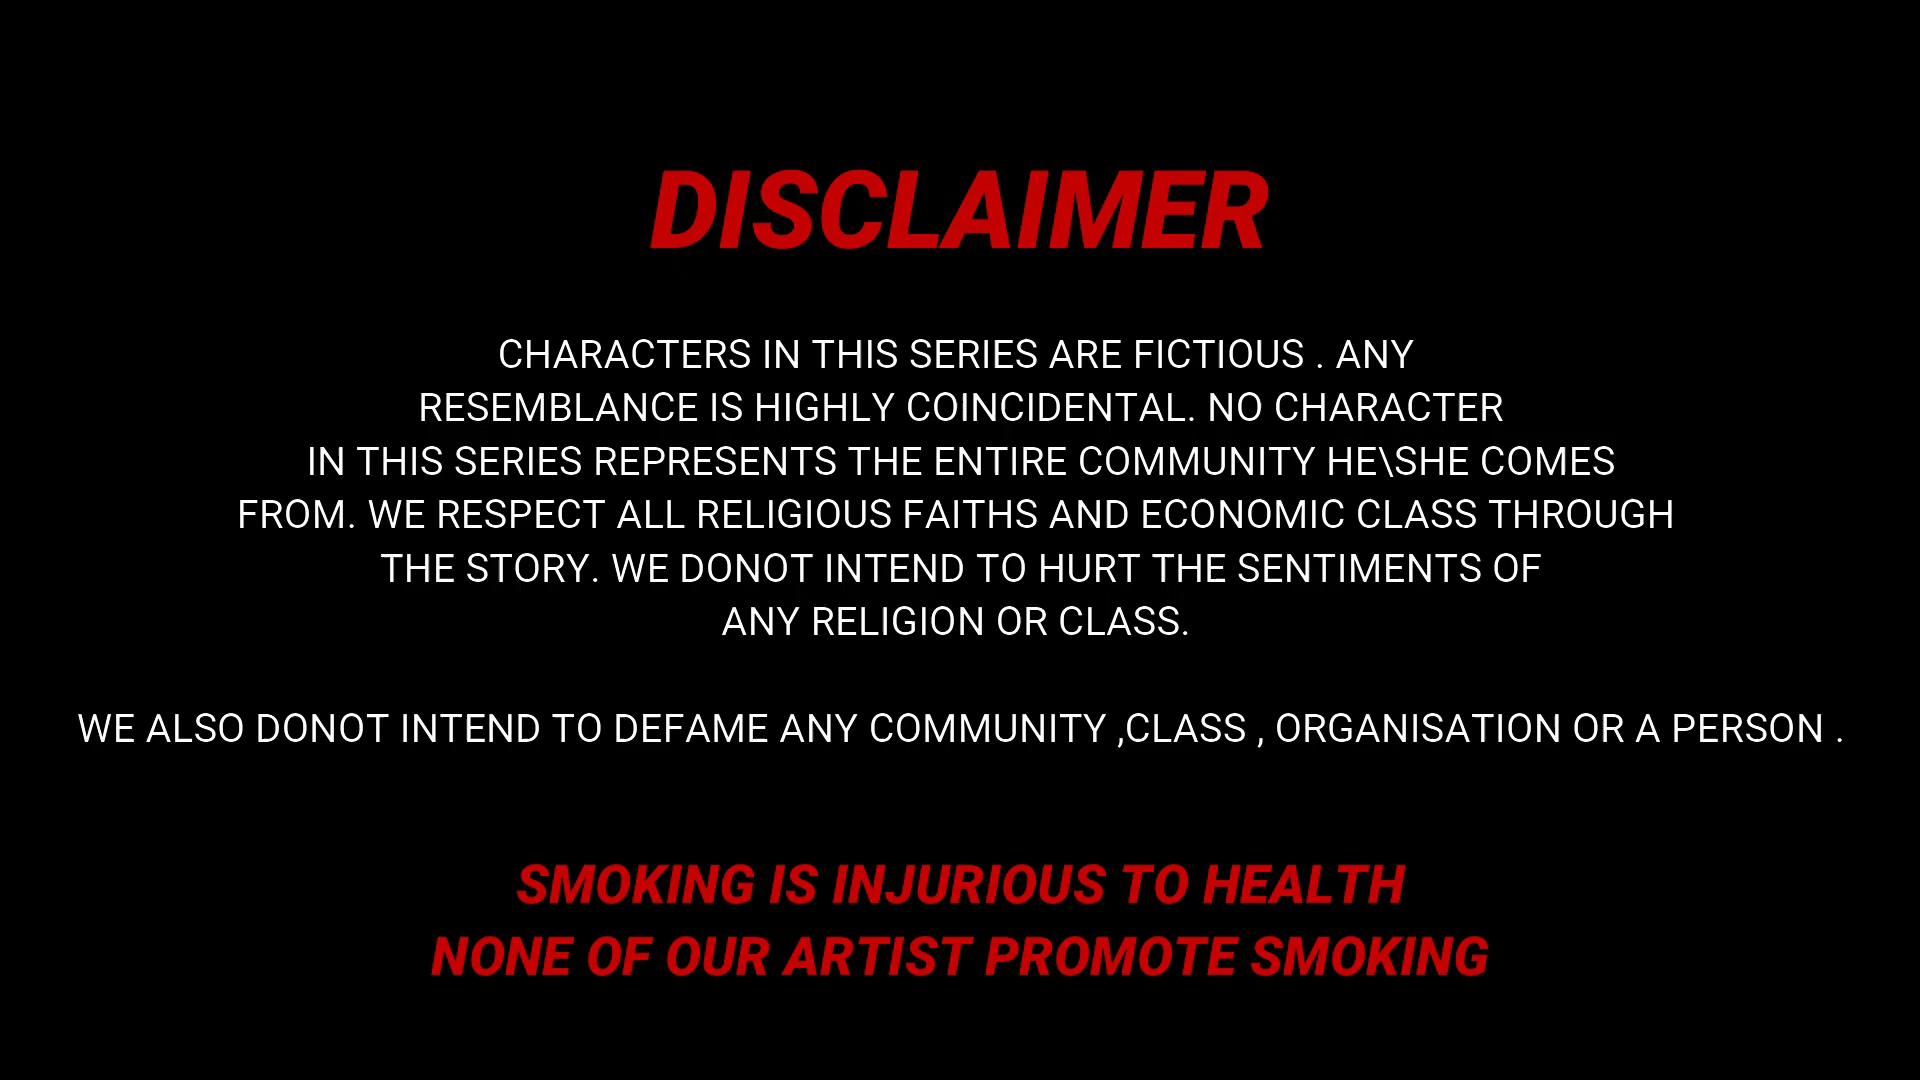 DISCLAIMER
CHARACTERS IN THIS SERIES ARE FICTIOUS . ANY
RESEMBLANCE IS HIGHLY COINCIDENTAL. NO CHARACTER
IN THIS SERIES REPRESENTS THE ENTIRE COMMUNITY HE\SHE COMES
FROM. WE RESPECT ALL RELIGIOUS FAITHS AND ECONOMIC CLASS THROUGH
THE STORY. WE DONOT INTEND TO HURT THE SENTIMENTS OF
ANY RELIGION OR CLASS.
WE ALSO DONOT INTEND TO DEFAME ANY COMMUNITY ,CLASS , ORGANISATION OR A PERSON .
SMOKING IS INJURIOUS TO HEALTH
NONE OF OUR ARTIST PROMOTE SMOKING